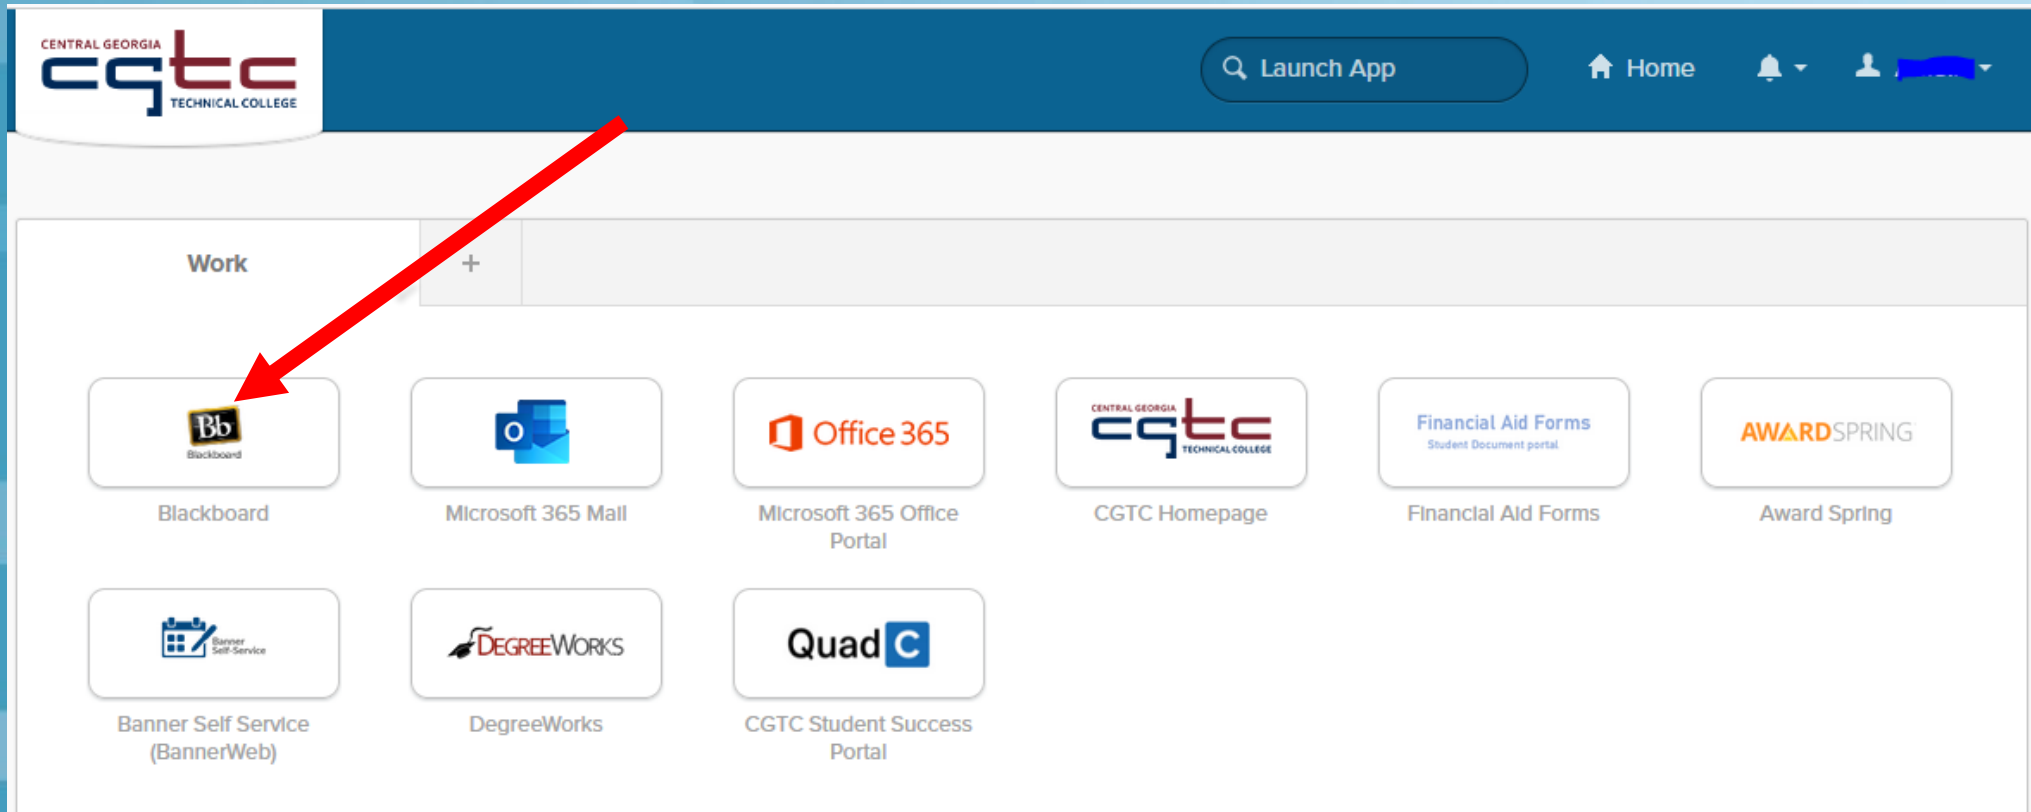 CENTRAL GEORGIA
cgtc
TECHNICAL COLLEGE
Launch App
Home
Work
+
Bb
Blackboard
Blackboard
O
Microsoft 365 Mail
Office 365
Microsoft 365 Office
Portal
CENTRAL GEORGIA
cgtc
TECHNICAL COLLEGE
CGTC Homepage
Financial Aid Forms
Student Document portal
Financial Aid Forms
AWARDSPRING
Award Spring
Banner
Self-Service
Banner Self Service
(BannerWeb)
DEGREEWORKS
DegreeWorks
Quad C
CGTC Student Success
Portal